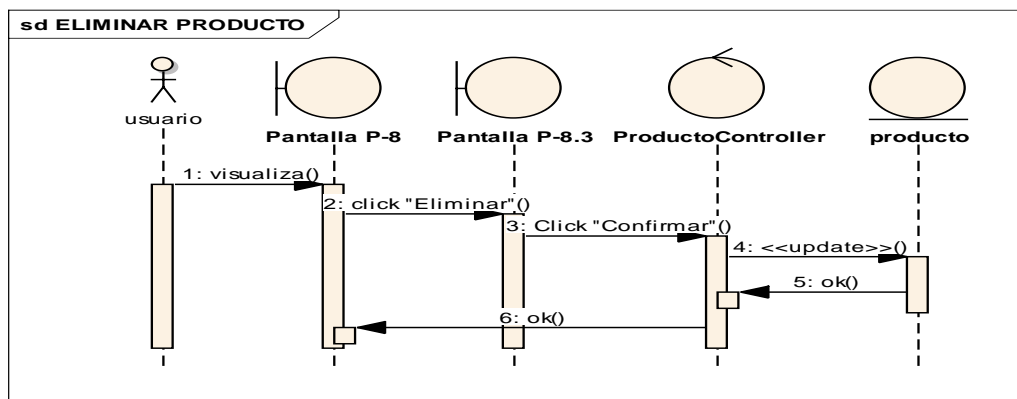 sd ELIMINAR PRODUCTO
usuario
Pantalla P-8
Pantalla P-8.3
ProductoController
producto
1: visualiza()
2: click "Eliminar"()
3: Click "Confirmar"()
4: <<update>>()
5: ok()
6: ok()